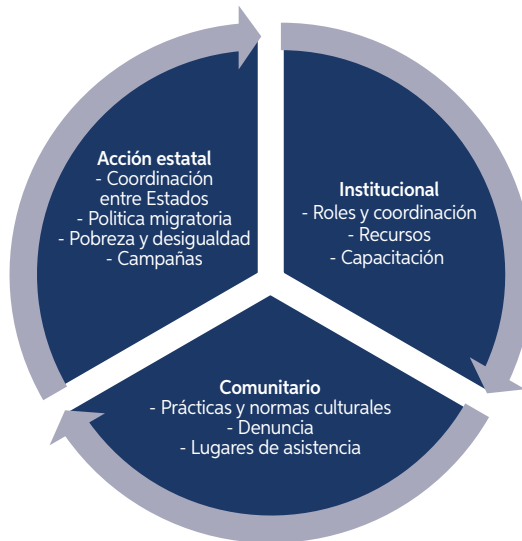 Acción estatal
- Coordinación
entre Estados
- Politica migratoria
- Pobreza y desigualdad
- Campañas
Institucional
- Roles y coordinación
- Recursos
- Capacitación
Comunitario
- Prácticas y normas culturales
- Denuncia
- Lugares de asistencia